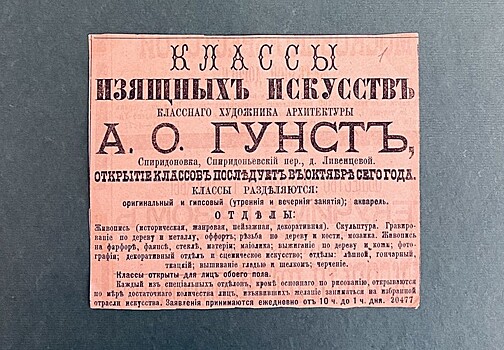 1
КЛАССЫ
ИЗЯЩНЫХЪ ИСКУССТВЪ
КЛАССНАГО ХУДОЖНИКА АРХИТЕКТУРЫ
А. О. ГУНСТЪ,
Спиридоновка, Спиридоньевскій пер., д. Ливенцевой.
ОТКРЫТІЕ КЛАССОВЪ ПОСЛѢДУЕТЪ ВЪ ОКТЯБРѢ СЕГО ГОДА.
КЛАССЫ РАЗДѢЛЯЮТСЯ:
оригинальный и гипсовый (утреннія и вечернія занятія); акварель.
ОТДѢЛЫ:
Живопись (историческая, жанровая, пейзажная, декоративная). Скульптура. Гравиро-
ваніе по дереву и металлу, оффортъ; рѣзьба по дереву и кости, мозаика. Живопись
на фарфорѣ, фаянсѣ, стеклѣ, матеріи; маіолика; выжиганіе по дереву и кожѣ; фото-
графія; декоративный отдѣлъ и сценическое искусство; отдѣлы: лѣпной, гончарный,
ткацкій; вышиваніе гладью и шелкомъ; черченіе.
Классы открыты для лицъ обоего пола.
Каждый изъ спеціальныхъ отдѣловъ, кромѣ основнаго по рисованію, открываются
по мѣрѣ достаточнаго количества лицъ, изъявившихъ желаніе заниматься на избранной
отрасли искусства. Заявленія принимаются ежедневно отъ 10 ч. до 1 ч. дня. 20477